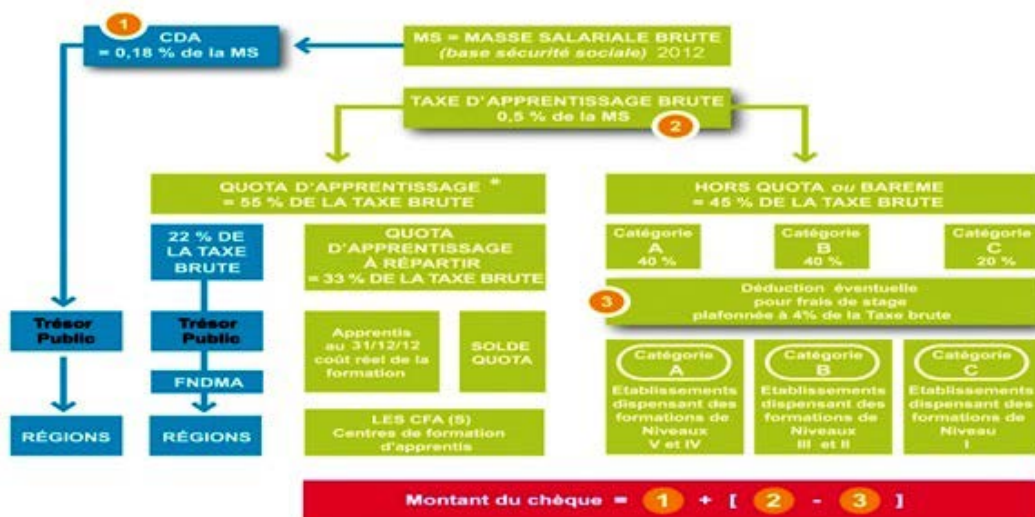 1
CDA
= 0,18 % de la MS
MS = MASSE SALARIALE BRUTE
(base sécurité sociale) 2012
TAXE D'APPRENTISSAGE BRUTE
0,5 % de la MS
2
QUOTA D'APPRENTISSAGE *
= 55 % DE LA TAXE BRUTE
HORS QUOTA ou BAREME
= 45 % DE LA TAXE BRUTE
22 % DE
LA TAXE
BRUTE
QUOTA
D'APPRENTISSAGE
À RÉPARTIR
= 33 % DE LA TAXE BRUTE
Catégorie
A
40 %
Catégorie
B
40 %
Catégorie
C
20 %
3
Déduction éventuelle
pour frais de stage
plafonnée à 4% de la Taxe brute
Trésor
Public
Trésor
Public
Apprentis
au 31/12/12
coût réel de la
formation
SOLDE
QUOTA
Catégorie
A
Etablissements
dispensant des
formations de
Niveaux
V et IV
Catégorie
B
Etablissements
dispensant des
formations de
Niveaux
III et II
Catégorie
C
Etablissements
dispensant des
formations de
Niveau
I
FNDMA
RÉGIONS
RÉGIONS
LES CFA (S)
Centres de formation
d'apprentis
Montant du chèque = 1 + [ 2 - 3 ]